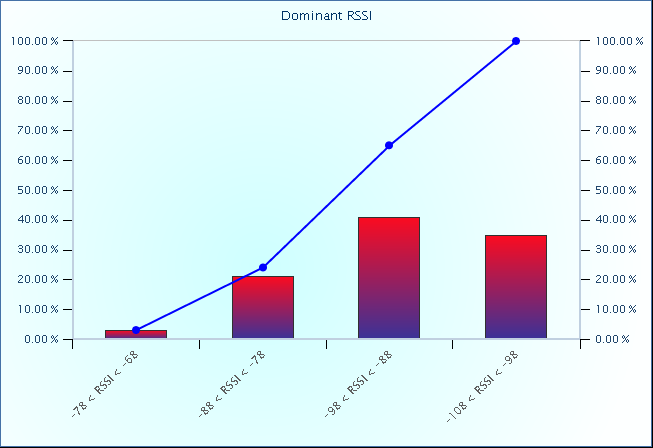 Dominant RSSI
100.00 % 100.00 %
90.00 % 90.00 %
80.00 % 80.00 %
70.00 % 70.00 %
60.00 % 60.00 %
50.00 % 50.00 %
40.00 % 40.00 %
30.00 % 30.00 %
20.00 % 20.00 %
10.00 % 10.00 %
0.00 % 0.00 %
-78 < RSSI < -68
-88 < RSSI < -78
-98 < RSSI < -88
-108 < RSSI < -98